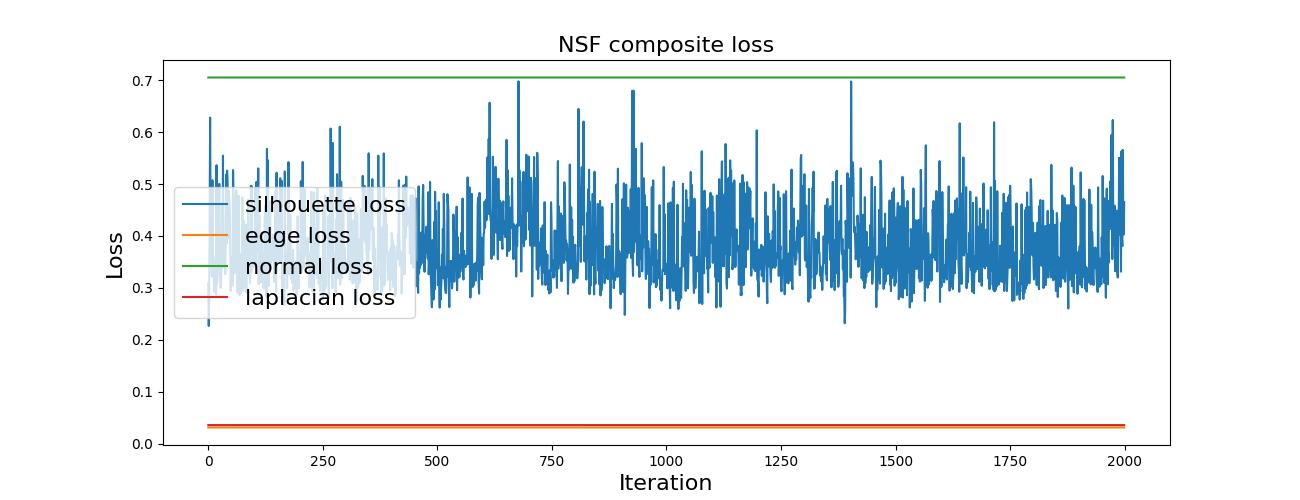 NSF composite loss
Loss
0.7
0.6
0.5
0.4
0.3
0.2
0.1
0.0
silhouette loss
edge loss
normal loss
laplacian loss
0 250 500 750 1000 1250 1500 1750 2000
Iteration